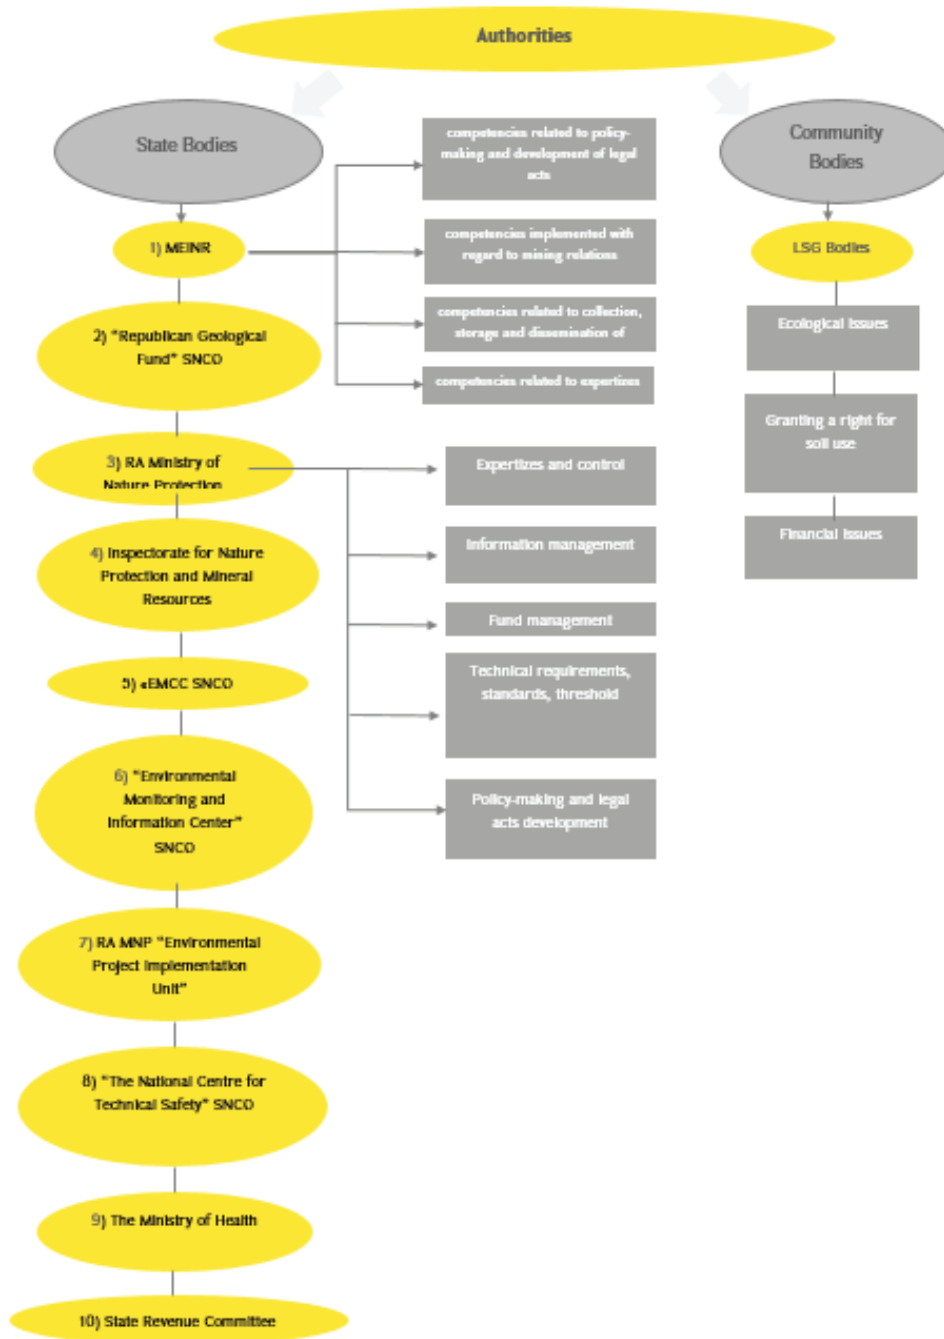 Authorities
State Bodies
Community
Bodies
competencies related to policy-
making and development of legal
acts
1) MEINR
competencies implemented with
regard to mining relations
LSG Bodies
2) "Republican Geological
Fund" SNCO
competencies related to collection,
storage and dissemination of
competencies related to expertizes
Ecological Issues
Granting a right for
soil use
Financial Issues
3) RA Ministry of
Nature Protection
Expertizes and control
Information management
Fund management
Technical requirements,
standards, threshold
Policy-making and legal
acts development
4) Inspectorate for Nature
Protection and Mineral
Resources
5) «EMCC SNCO
6) "Environmental
Monitoring and
Information Center"
SNCO
7) RA MNP "Environmental
Project Implementation
Unit"
8) "The National Centre for
Technical Safety" SNCO
9) The Ministry of Health
10) State Revenue Committee